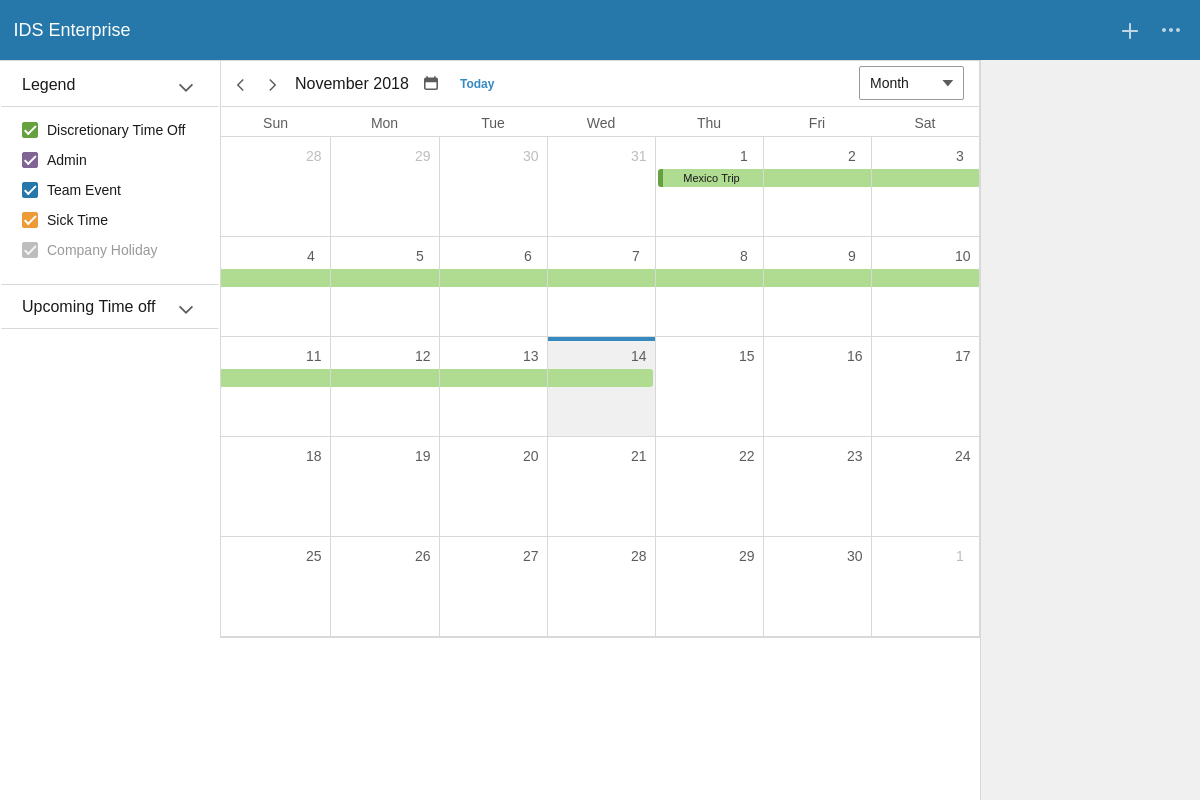 IDS Enterprise
Legend
Discretionary Time Off
Admin
Team Event
Sick Time
Company Holiday
Upcoming Time off
November 2018 Today Month
Sun Mon Tue Wed Thu Fri Sat
28 29 30 31 1 2 3
Mexico Trip
4 5 6 7 8 9 10
11 12 13 14 15 16 17
18 19 20 21 22 23 24
25 26 27 28 29 30 1